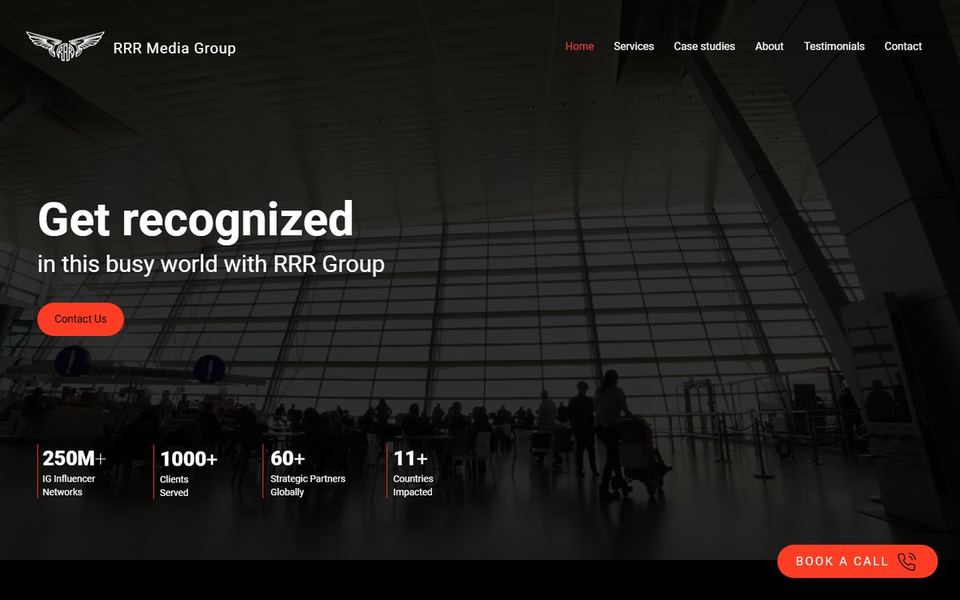 RRR
RRR Media Group
Home Services Case studies About Testimonials Contact
Get recognized
in this busy world with RRR Group
Contact Us
250M+
IG Influencer
Networks
1000+
Clients
Served
60+
Strategic Partners
Globally
11+
Countries
Impacted
BOOK A CALL